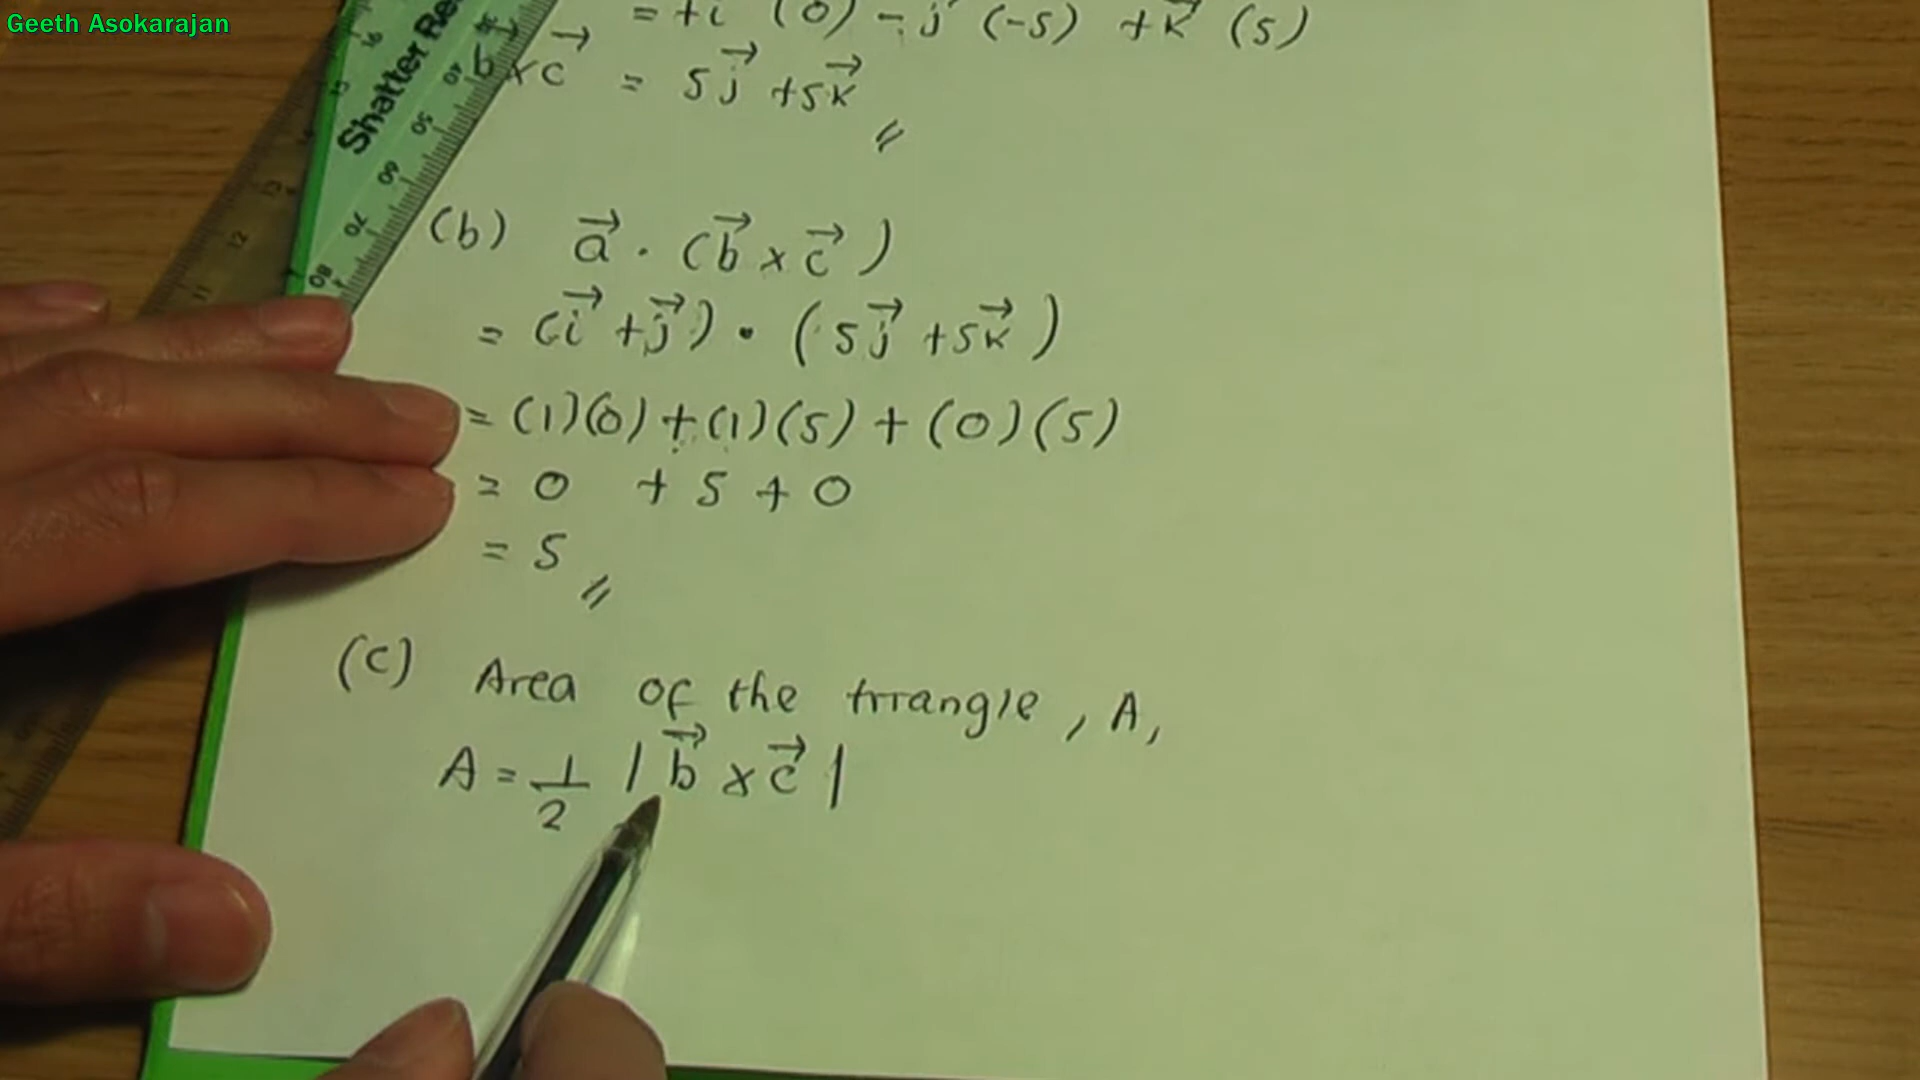 Geeth Asokarajan
= +i (0) - j (-5) + k⃗ (5)
b⃗ × c⃗ = 5j⃗ + 5k⃗ //
Shatter Re
(b) a⃗ · (b⃗ × c⃗)
= (i⃗ + j⃗) · (5j⃗ + 5k⃗)
= (1)(0) + (1)(5) + (0)(5)
= 0 + 5 + 0
= 5 //
(c) Area of the triangle, A,
A = 1/2 |b⃗ × c⃗|